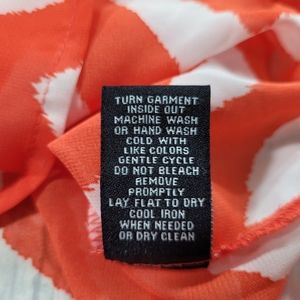 TURN GARMENT
INSIDE OUT
MACHINE WASH
OR HAND WASH
COLD WITH
LIKE COLORS
GENTLE CYCLE
DO NOT BLEACH
REMOVE
PROMPTLY
LAY FLAT TO DRY
COOL IRON
WHEN NEEDED
OR DRY CLEAN